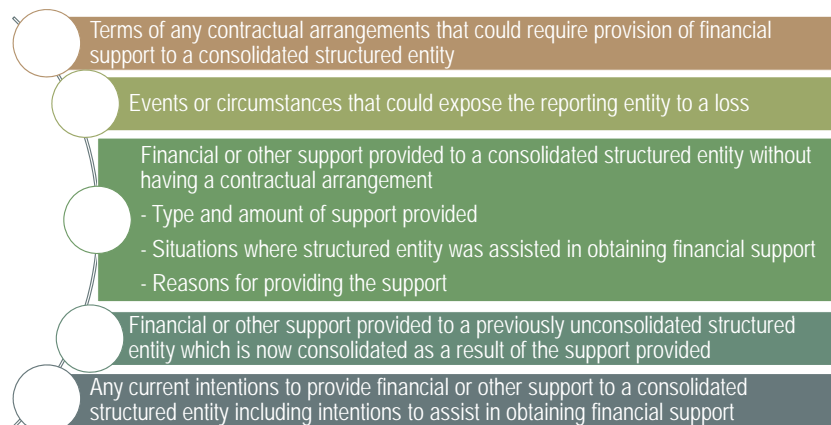 Terms of any contractual arrangements that could require provision of financial
support to a consolidated structured entity
Events or circumstances that could expose the reporting entity to a loss
Financial or other support provided to a consolidated structured entity without
having a contractual arrangement
- Type and amount of support provided
- Situations where structured entity was assisted in obtaining financial support
- Reasons for providing the support
Financial or other support provided to a previously unconsolidated structured
entity which is now consolidated as a result of the support provided
Any current intentions to provide financial or other support to a consolidated
structured entity including intentions to assist in obtaining financial support